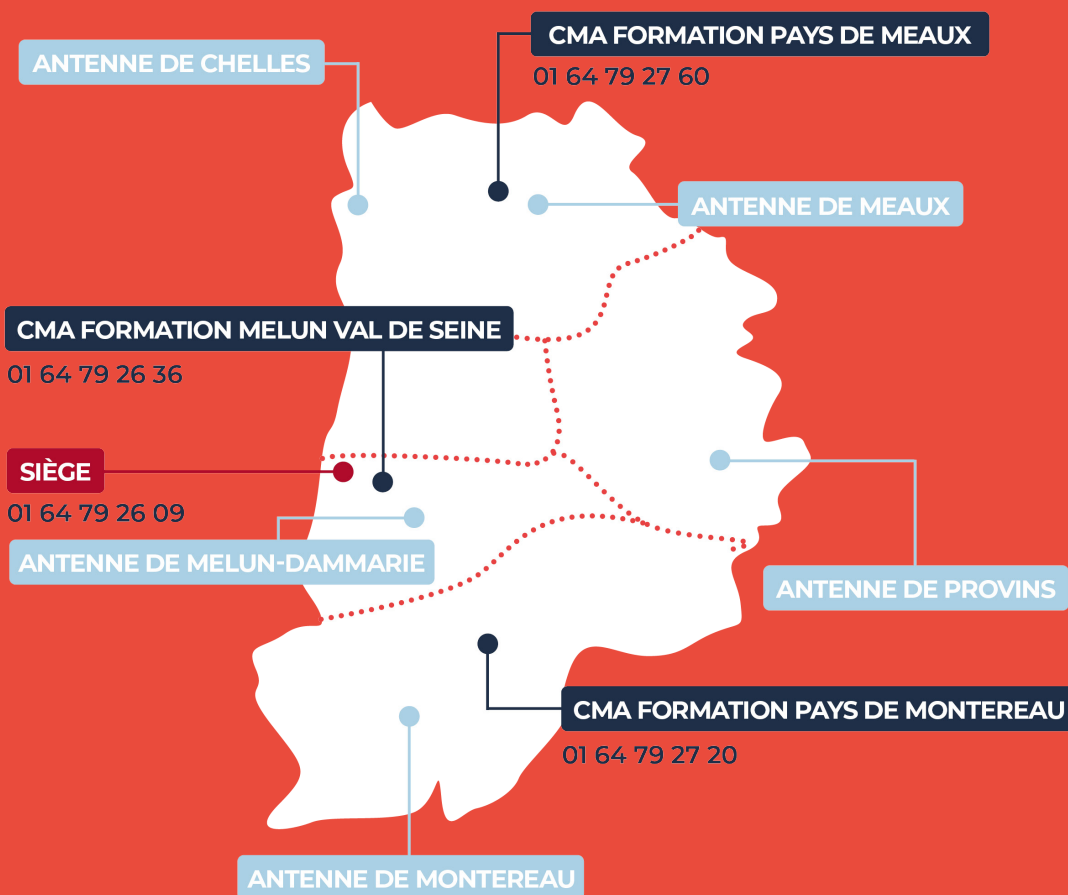 CMA FORMATION PAYS DE MEAUX
01 64 79 27 60
ANTENNE DE CHELLES
ANTENNE DE MEAUX
CMA FORMATION MELUN VAL DE SEINE
01 64 79 26 36
SIÈGE
01 64 79 26 09
ANTENNE DE MELUN-DAMMARIE
ANTENNE DE PROVINS
CMA FORMATION PAYS DE MONTEREAU
01 64 79 27 20
ANTENNE DE MONTEREAU